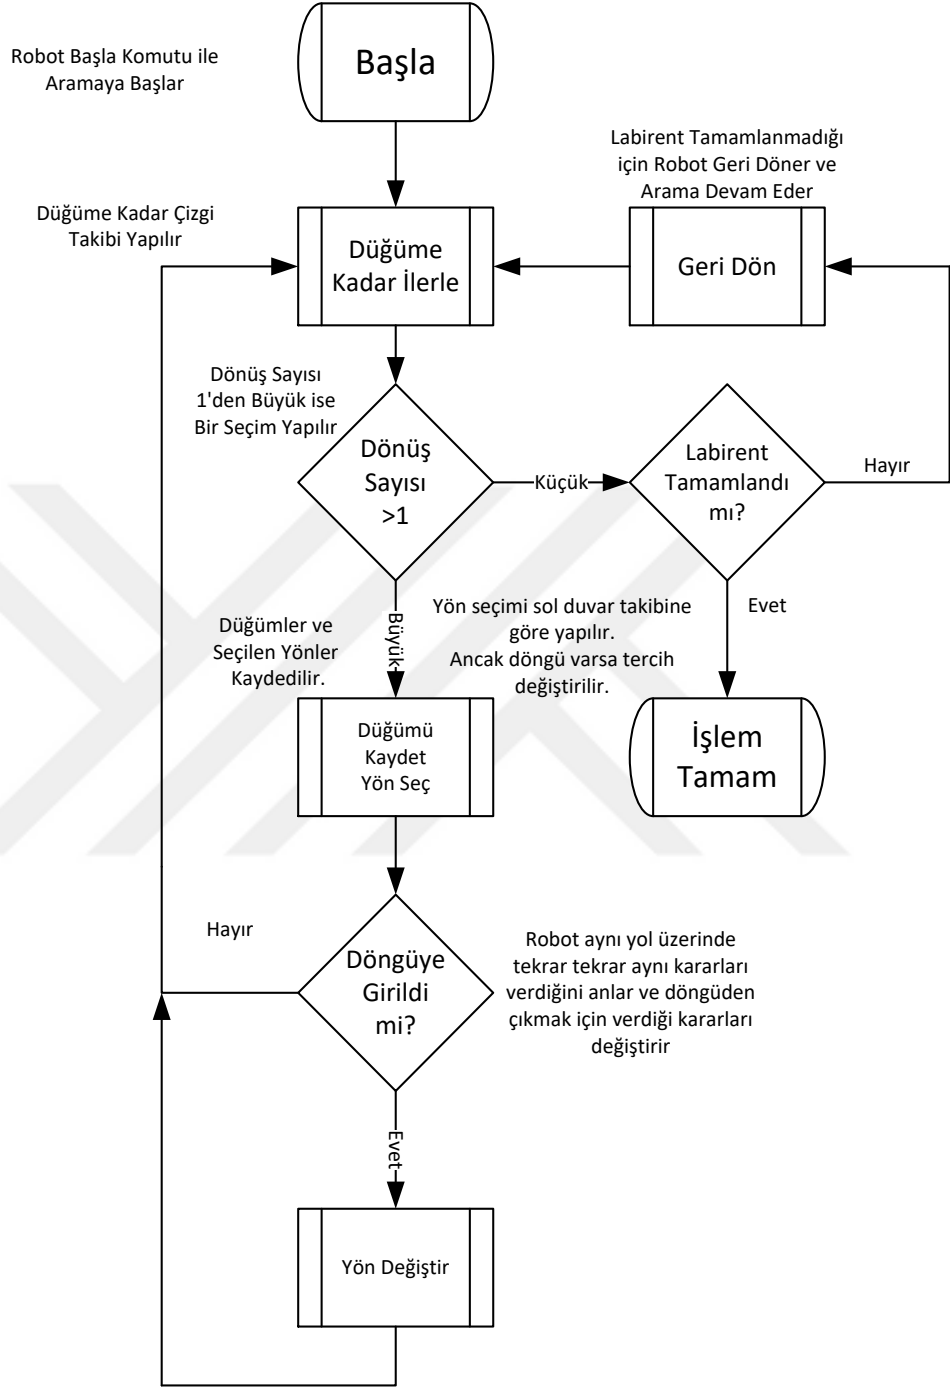 Başla
Robot Başla Komutu ile
Aramaya Başlar
Labirent Tamamlanmadığı
için Robot Geri Döner ve
Arama Devam Eder
Düğüme Kadar Çizgi
Takibi Yapılır
Düğüme
Kadar İlerle
Geri Dön
Dönüş Sayısı
1'den Büyük ise
Bir Seçim Yapılır
Dönüş
Sayısı
>1
Küçük
Labirent
Tamamlandı
mı?
Hayır
Büyük
Evet
Düğümler ve
Seçilen Yönler
Kaydedilir.
Yön seçimi sol duvar takibine
göre yapılır.
Ancak döngü varsa tercih
değiştirilir.
Düğümü
Kaydet
Yön Seç
İşlem
Tamam
Hayır
Döngüye
Girildi
mi?
Robot aynı yol üzerinde
tekrar tekrar aynı kararları
verdiğini anlar ve döngüden
çıkmak için verdiği kararları
değiştirir
Evet
Yön Değiştir